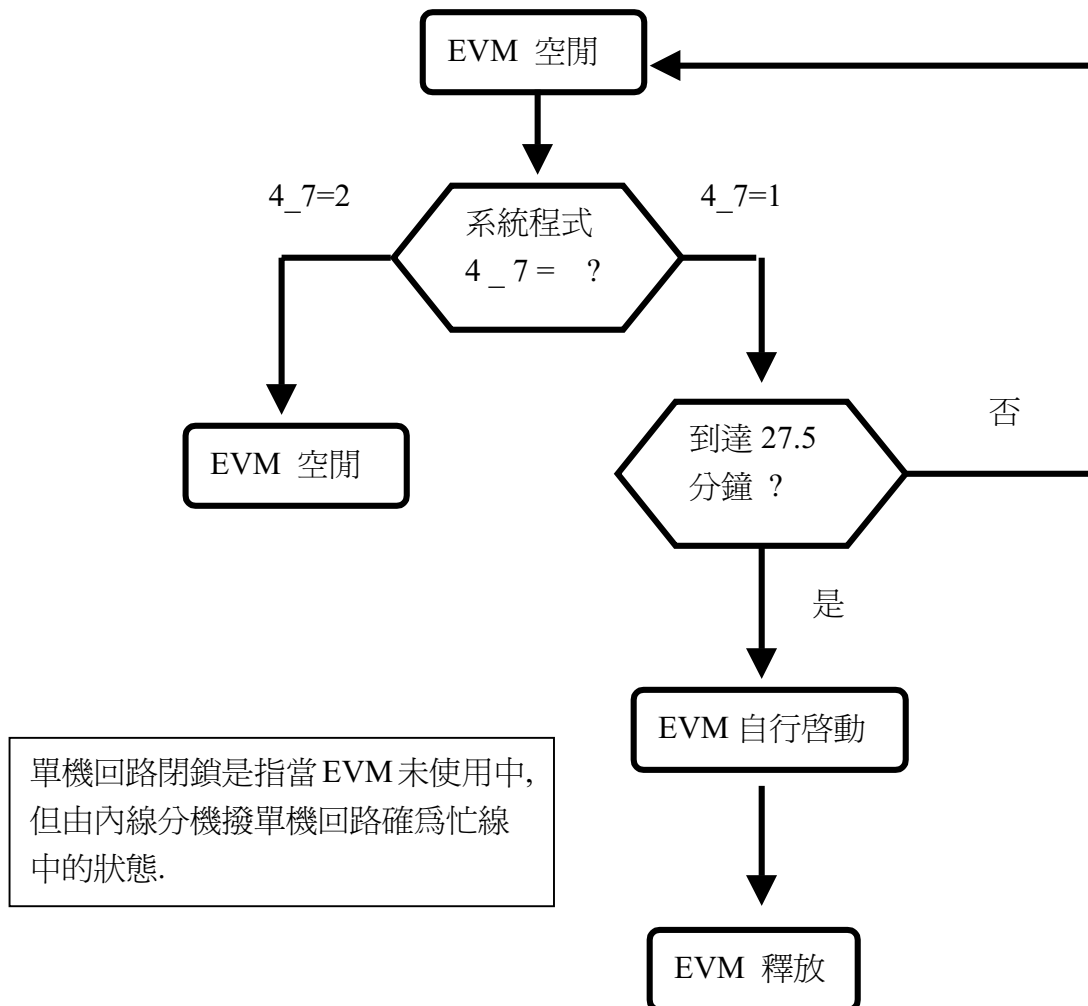 EVM 空閒
4_7=2
4_7=1
系統程式
4 _ 7 = ?
EVM 空閒
到達 27.5
分鐘 ?
否
是
EVM 自行啓動
單機回路閉鎖是指當 EVM 未使用中,
但由內線分機撥單機回路確爲忙線
中的狀態.
EVM 釋放